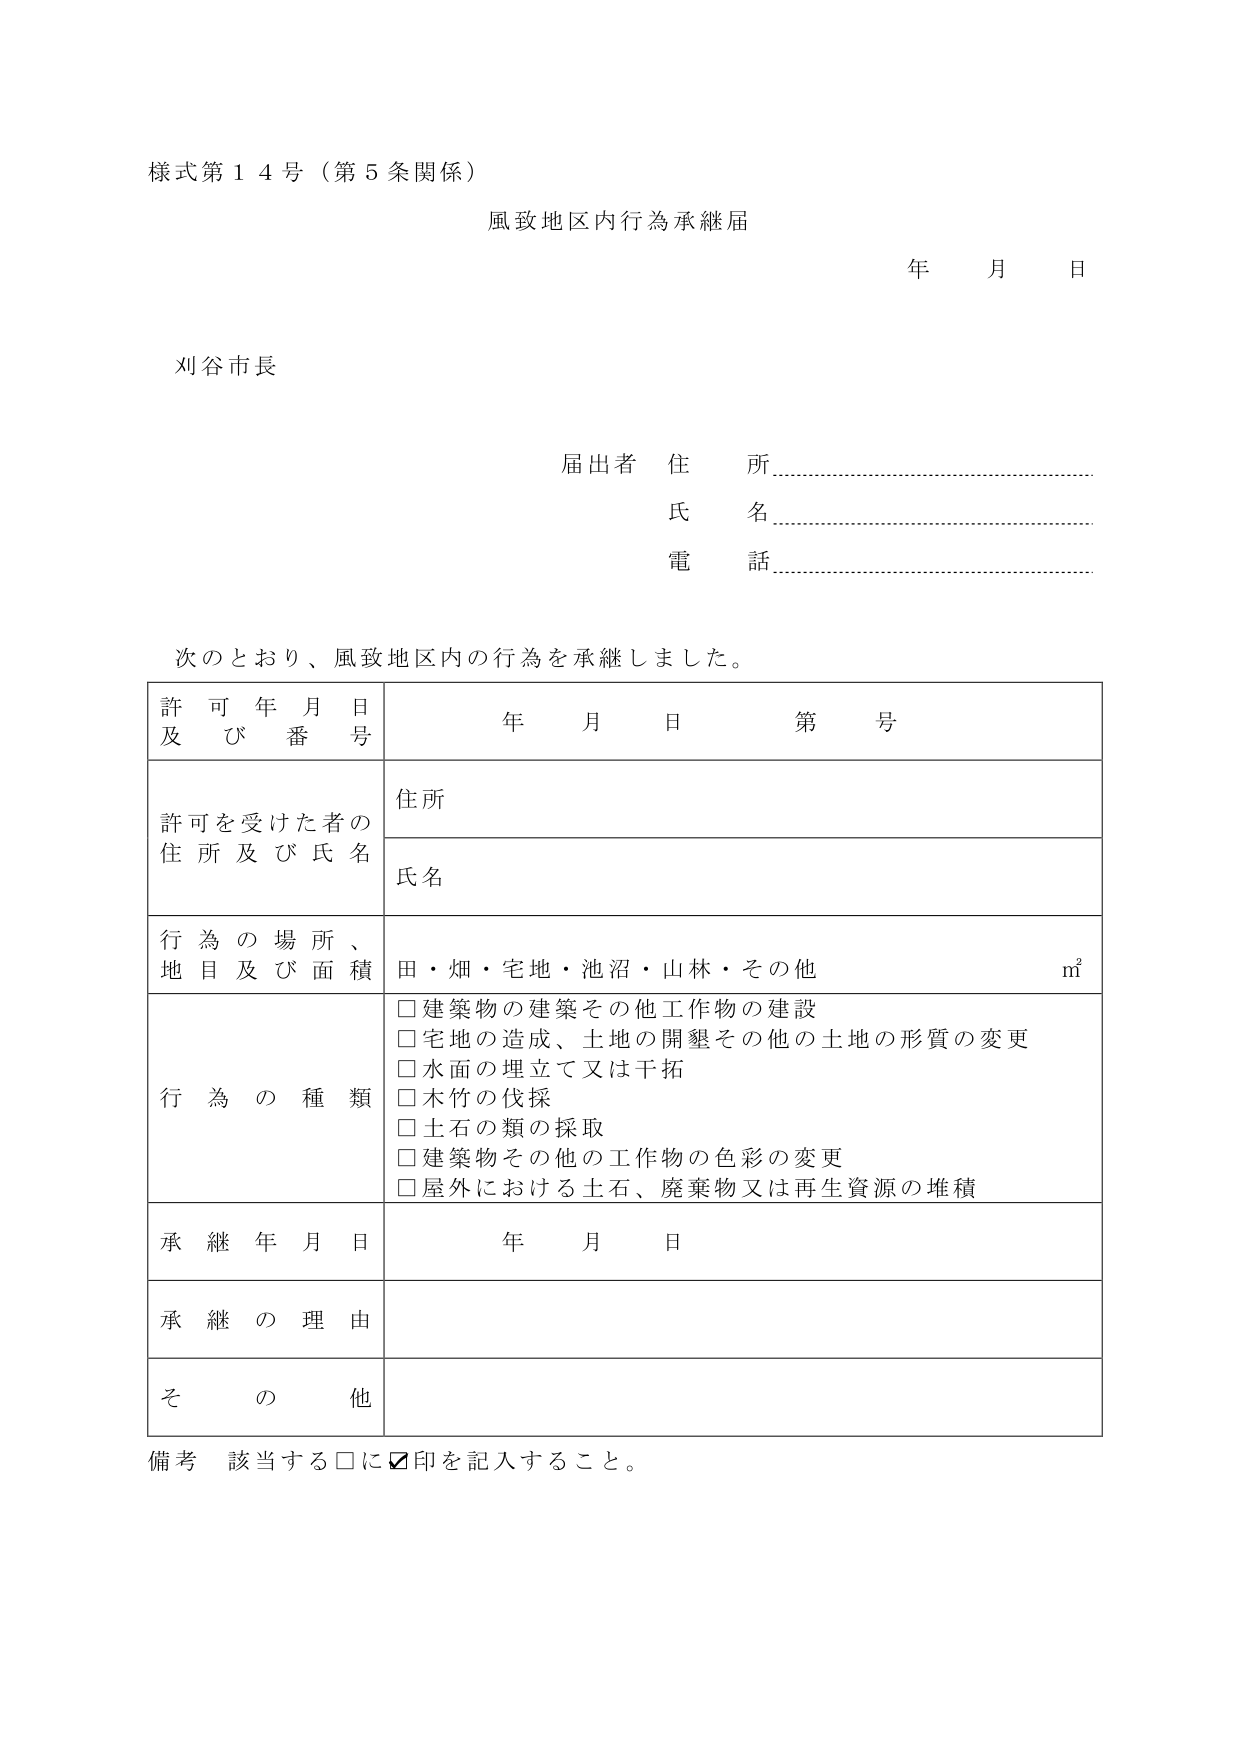 様式第１４号（第５条関係）
風致地区内行為承継届
年　　月　　日
刈谷市長
届出者　住　　所
氏　　名
電　　話
次のとおり、風致地区内の行為を承継しました。
許可年月日
及び番号
年　　月　　日　　　　第　　号
許可を受けた者の
住所及び氏名
住所
氏名
行為の場所、
地目及び面積
田・畑・宅地・池沼・山林・その他　　　　㎡
行為の種類
□建築物の建築その他工作物の建設
□宅地の造成、土地の開墾その他の土地の形質の変更
□水面の埋立て又は干拓
□木竹の伐採
□土石の類の採取
□建築物その他の工作物の色彩の変更
□屋外における土石、廃棄物又は再生資源の堆積
承継年月日
年　　月　　日
承継の理由
その他
備考　該当する□に☑印を記入すること。